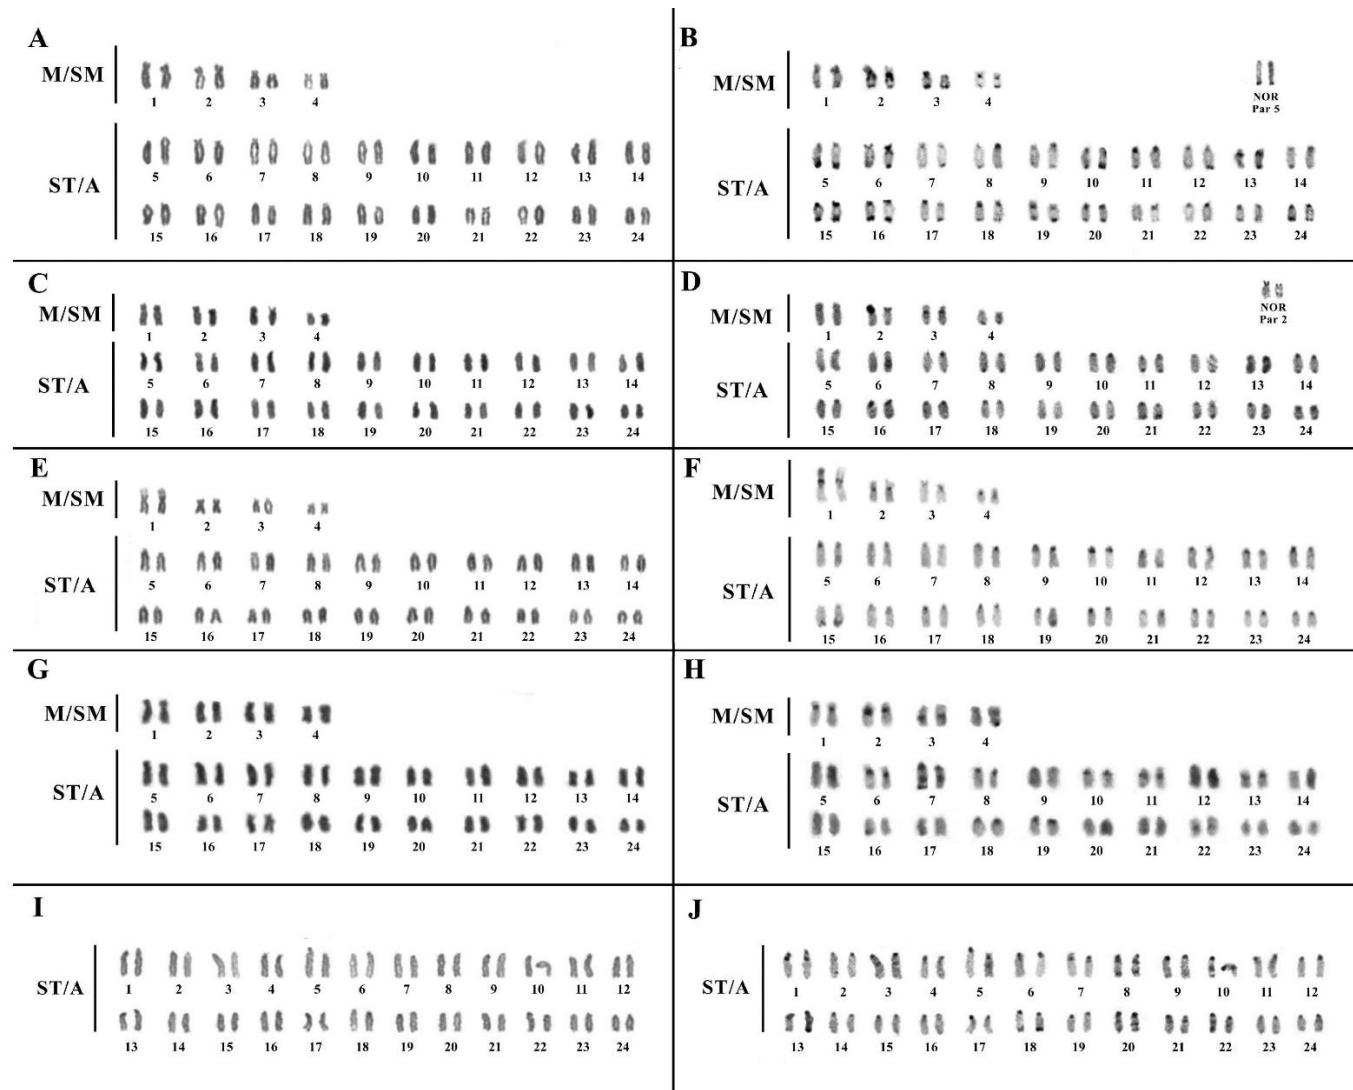 A
M/SM
1 2 3 4
ST/A
5 6 7 8 9 10 11 12 13 14
15 16 17 18 19 20 21 22 23 24
B
M/SM
1 2 3 4
NOR
Par 5
ST/A
5 6 7 8 9 10 11 12 13 14
15 16 17 18 19 20 21 22 23 24
C
M/SM
1 2 3 4
ST/A
5 6 7 8 9 10 11 12 13 14
15 16 17 18 19 20 21 22 23 24
D
M/SM
1 2 3 4
NOR
Par 2
ST/A
5 6 7 8 9 10 11 12 13 14
15 16 17 18 19 20 21 22 23 24
E
M/SM
1 2 3 4
ST/A
5 6 7 8 9 10 11 12 13 14
15 16 17 18 19 20 21 22 23 24
F
M/SM
1 2 3 4
ST/A
5 6 7 8 9 10 11 12 13 14
15 16 17 18 19 20 21 22 23 24
G
M/SM
1 2 3 4
ST/A
5 6 7 8 9 10 11 12 13 14
15 16 17 18 19 20 21 22 23 24
H
M/SM
1 2 3 4
ST/A
5 6 7 8 9 10 11 12 13 14
15 16 17 18 19 20 21 22 23 24
I
ST/A
1 2 3 4 5 6 7 8 9 10 11 12
13 14 15 16 17 18 19 20 21 22 23 24
J
ST/A
1 2 3 4 5 6 7 8 9 10 11 12
13 14 15 16 17 18 19 20 21 22 23 24